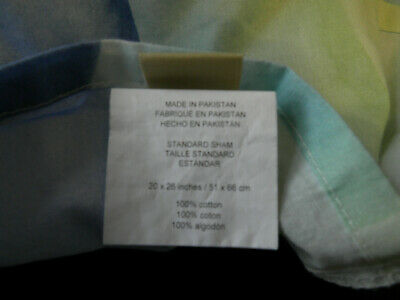 MADE IN PAKISTAN
FABRIQUE EN PAKISTAN
HECHO EN PAKISTAN
STANDARD SHAM
TAILLE STANDARD /
ESTÁNDAR
20 x 26 inches / 51 x 66 cm
100% cotton
100% coton
100% algodón